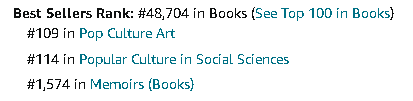 Best Sellers Rank: #48,704 in Books (See Top 100 in Books)
#109 in Pop Culture Art
#114 in Popular Culture in Social Sciences
#1,574 in Memoirs (Books)